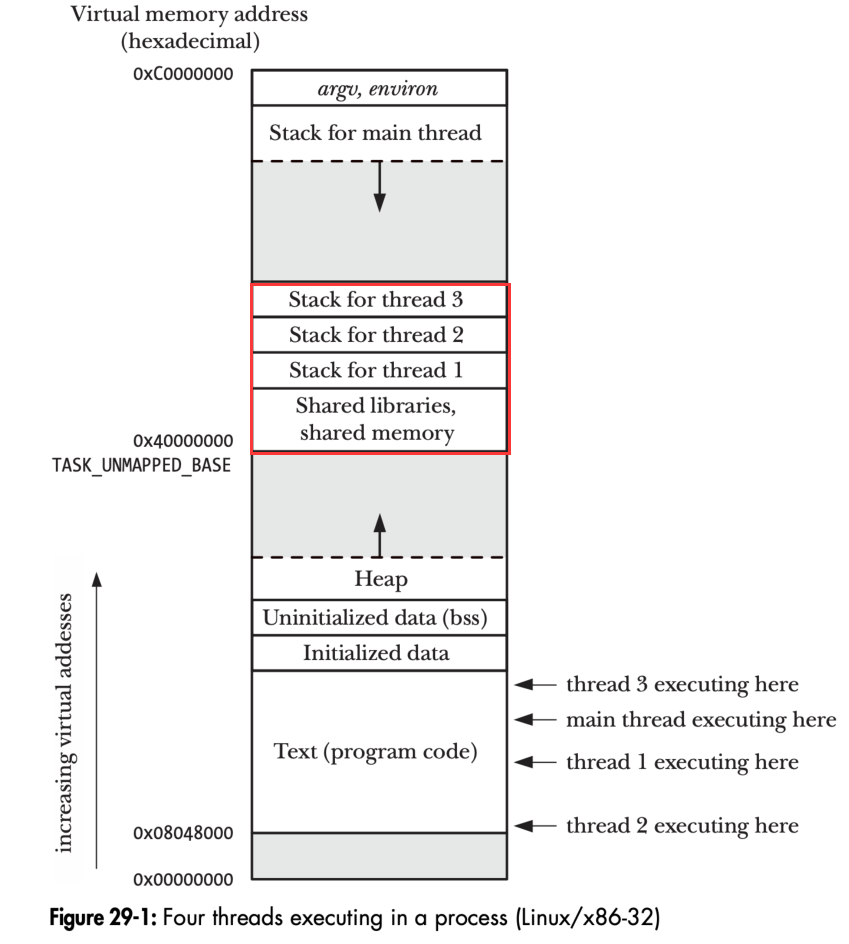 Virtual memory address
(hexadecimal)
0xC0000000
argv, environ
Stack for main thread
Stack for thread 3
Stack for thread 2
Stack for thread 1
Shared libraries,
shared memory
0x40000000
TASK_UNMAPPED_BASE
Heap
Uninitialized data (bss)
Initialized data
increasing virtual addesses
Text (program code)
thread 3 executing here
main thread executing here
thread 1 executing here
thread 2 executing here
0x08048000
0x00000000
Figure 29-1: Four threads executing in a process (Linux/x86-32)